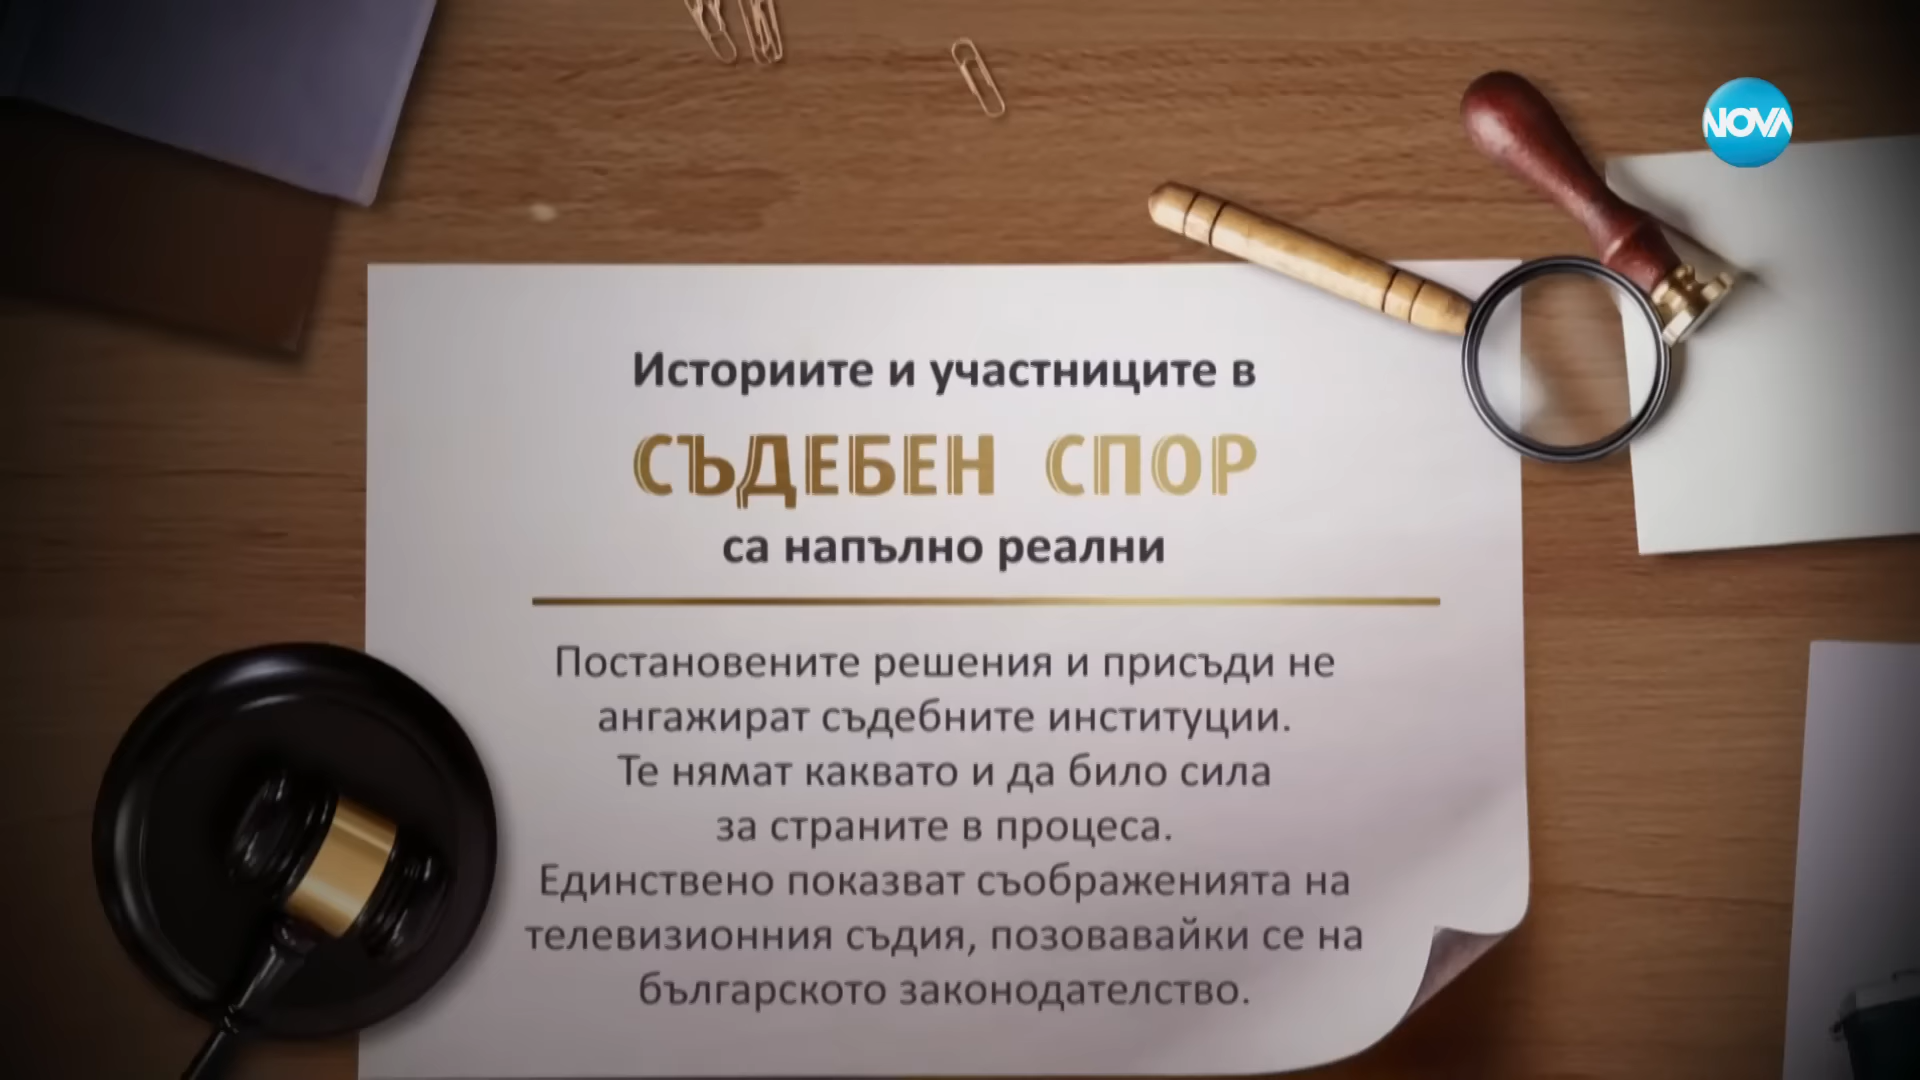 NOVA
Историите и участниците в
СЪДЕБЕН СПОР
са напълно реални
Постановените решения и присъди не
ангажират съдебните институции.
Те нямат каквато и да било сила
за страните в процеса.
Единствено показват съображенията на
телевизионния съдия, позовавайки се на
българското законодателство.